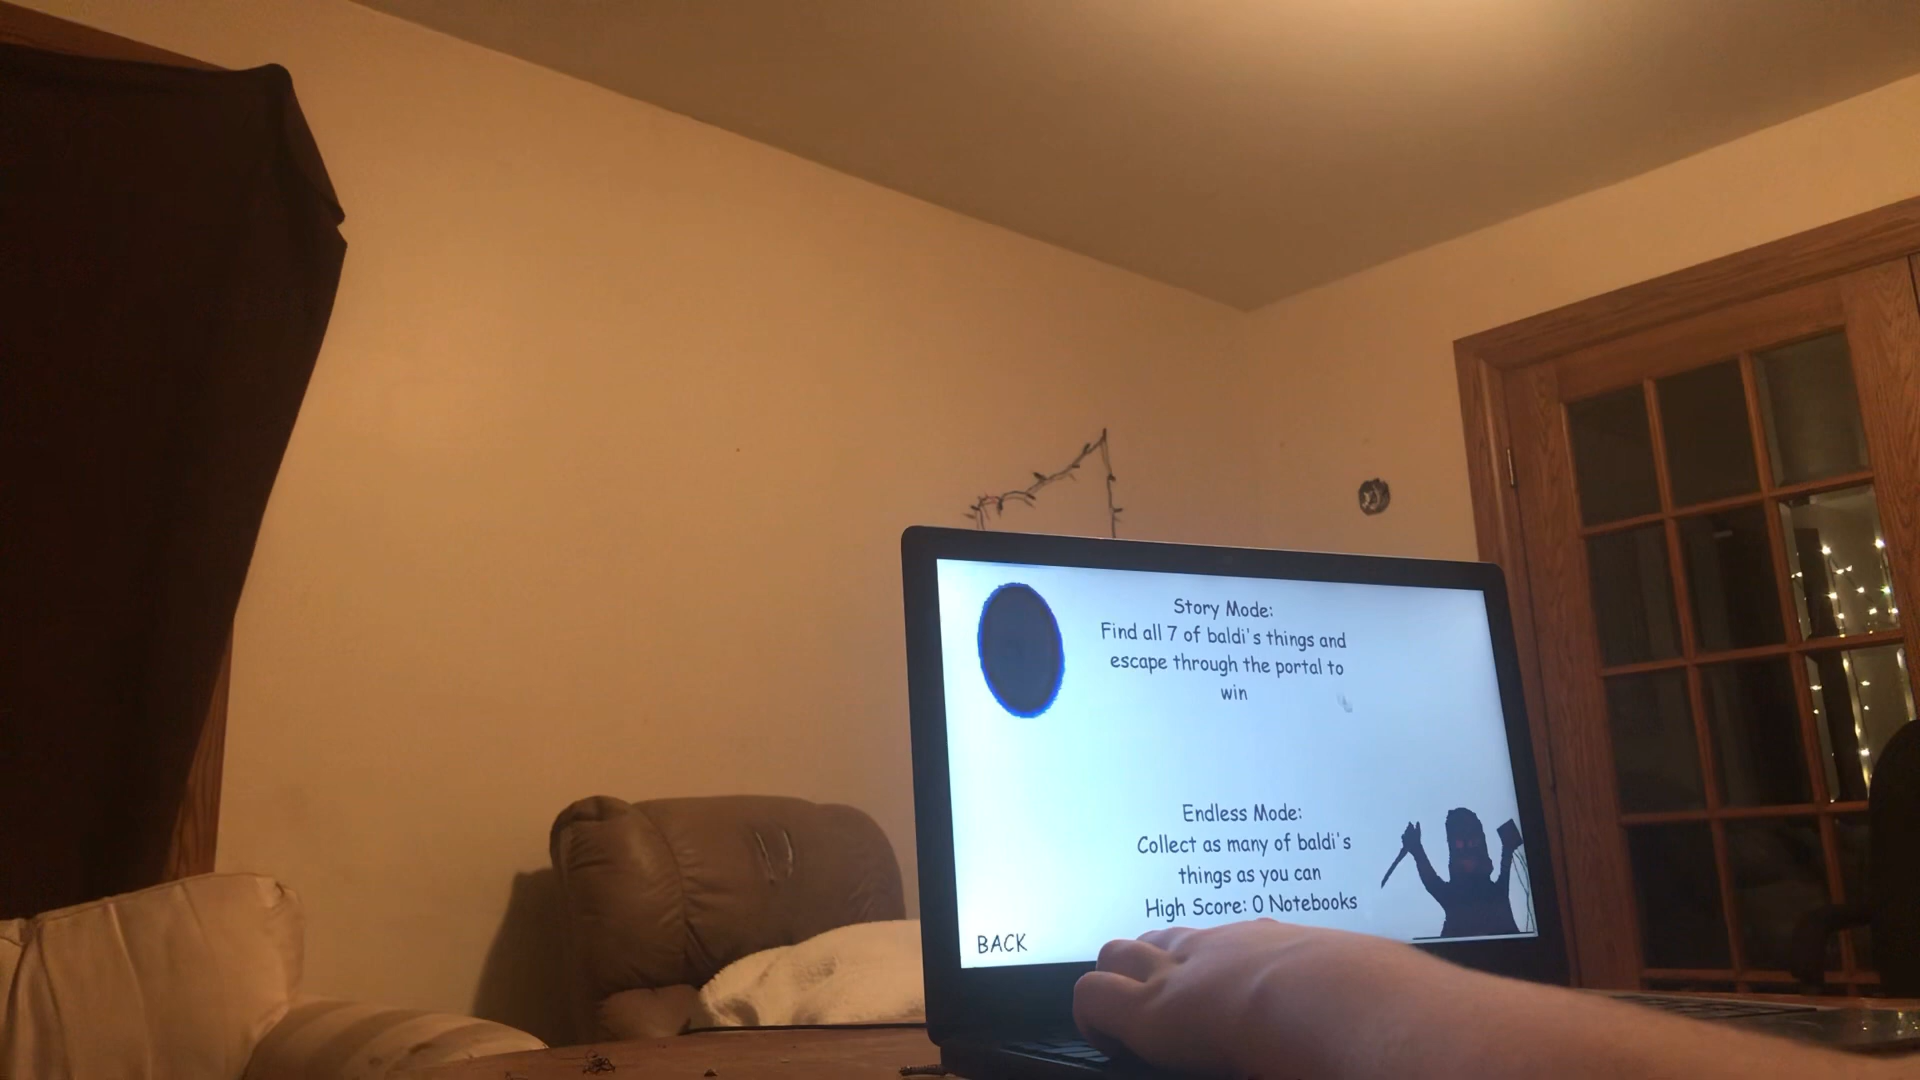 Story Mode:
Find all 7 of baldi's things and
escape through the portal to
win
Endless Mode:
Collect as many of baldi's
things as you can
High Score: 0 Notebooks
BACK